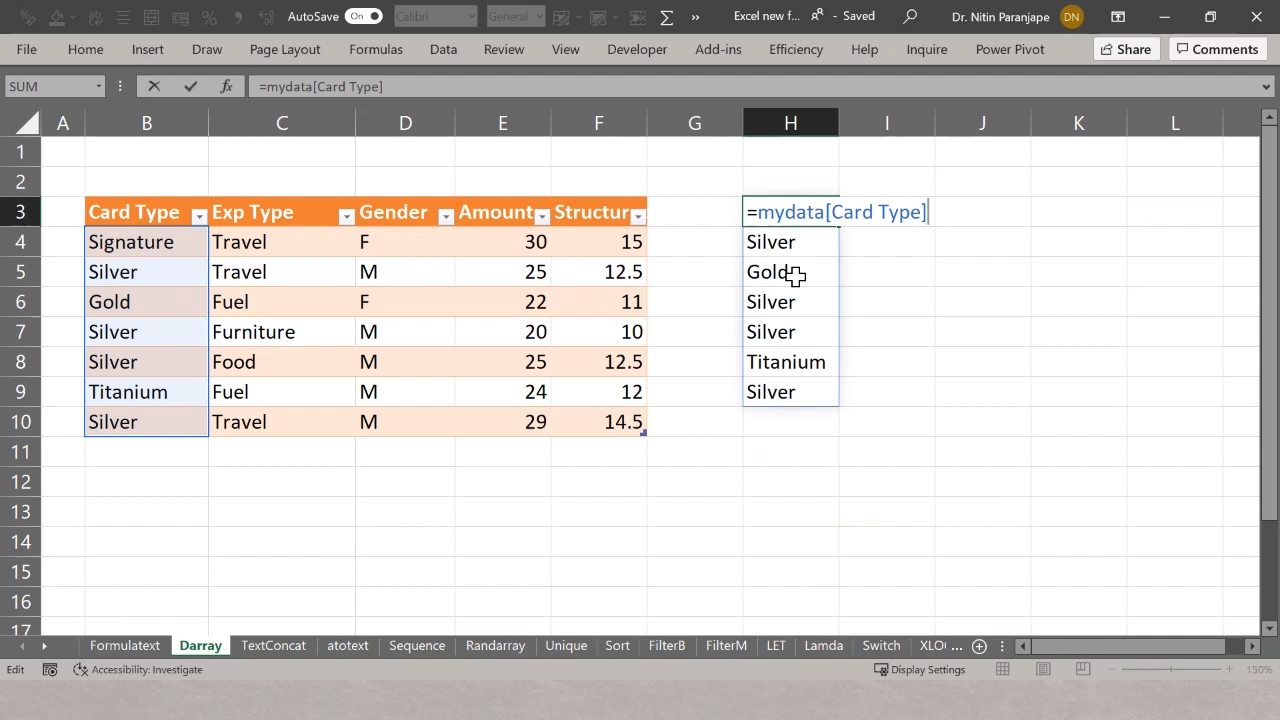 AutoSave On Calibri General Excel new f... - Saved Dr. Nitin Paranjape DN
File Home Insert Draw Page Layout Formulas Data Review View Developer Add-ins Efficiency Help Inquire Power Pivot Share Comments
SUM fx =mydata[Card Type]
A B C D E F G H I J K L
1
2
3 Card Type Exp Type Gender Amount Structur =mydata[Card Type]
4 Signature Travel F 30 15 Silver
5 Silver Travel M 25 12.5 Gold
6 Gold Fuel F 22 11 Silver
7 Silver Furniture M 20 10 Silver
8 Silver Food M 25 12.5 Titanium
9 Titanium Fuel M 24 12 Silver
10 Silver Travel M 29 14.5
11
12
13
14
15
16
17
Formulatext Darray TextConcat atotext Sequence Randarray Unique Sort FilterB FilterM LET Lamda Switch XLO ...
Edit Accessibility: Investigate Display Settings 150%